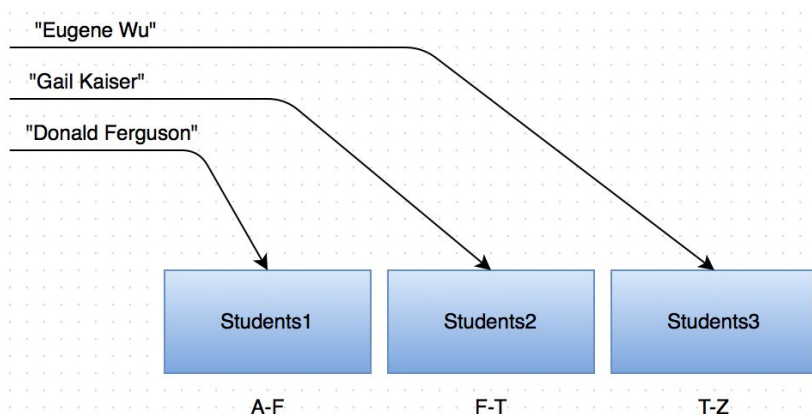 "Eugene Wu"
"Gail Kaiser"
"Donald Ferguson"
Students1 Students2 Students3
A-F F-T T-Z